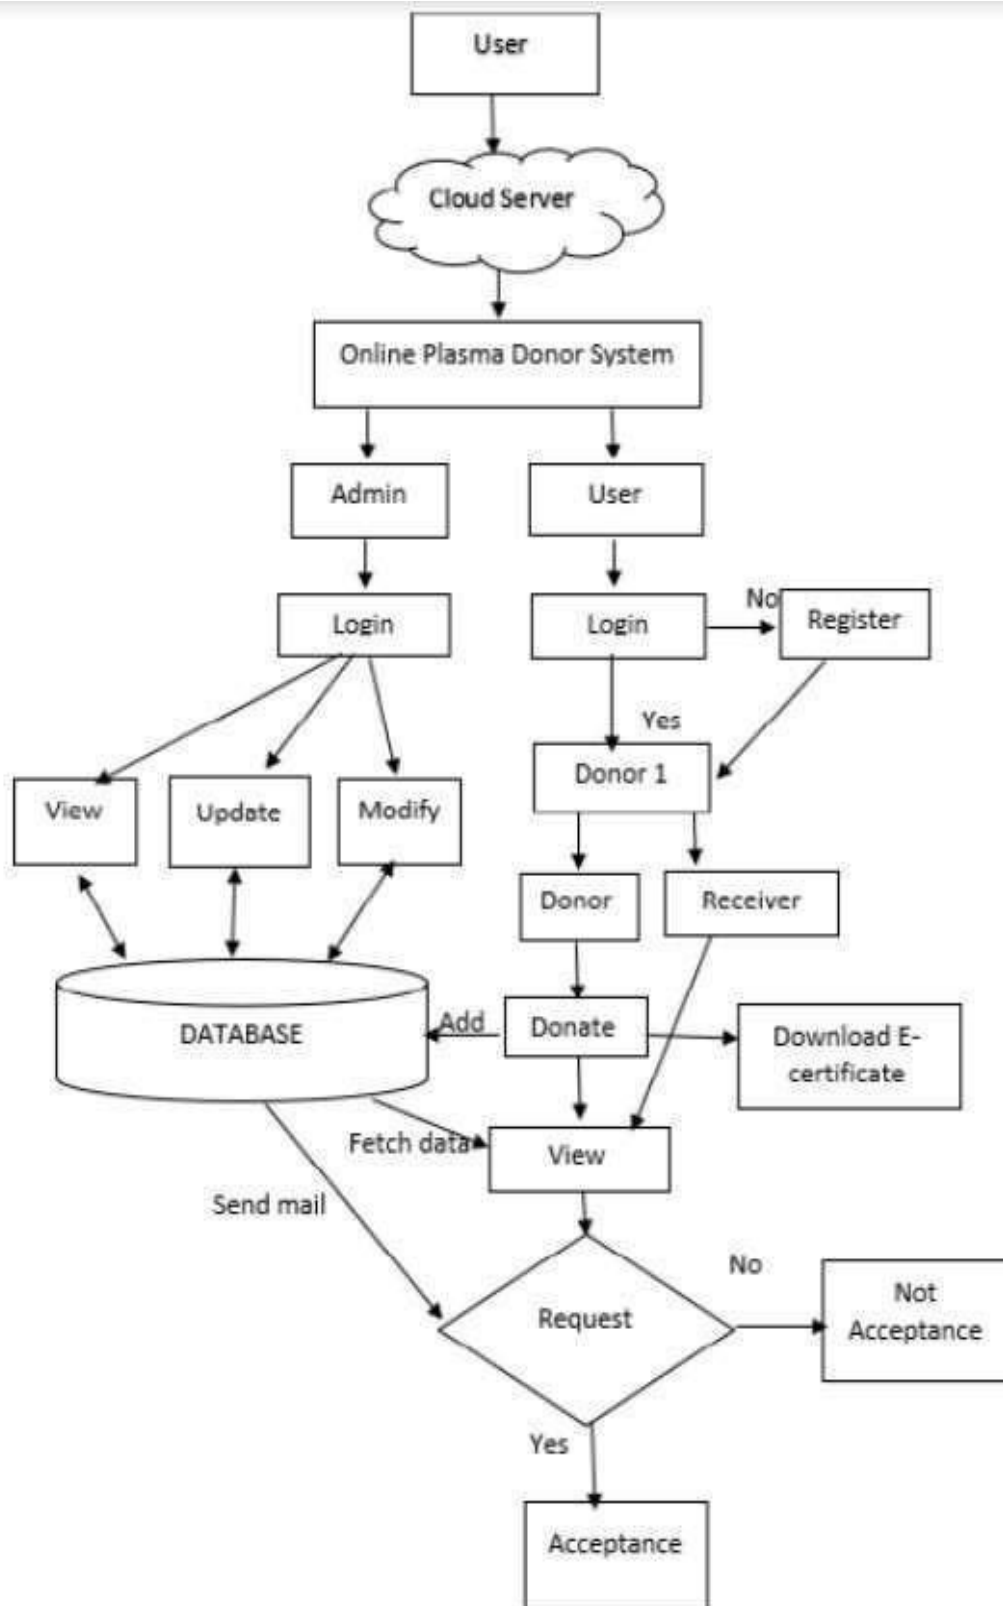 User
Cloud Server
Online Plasma Donor System
Admin
User
Login
Login
No
Register
Yes
Donor 1
View
Update
Modify
Donor
Receiver
DATABASE
Add
Donate
Download E-
certificate
Fetch data
View
Send mail
Request
No
Not
Acceptance
Yes
Acceptance